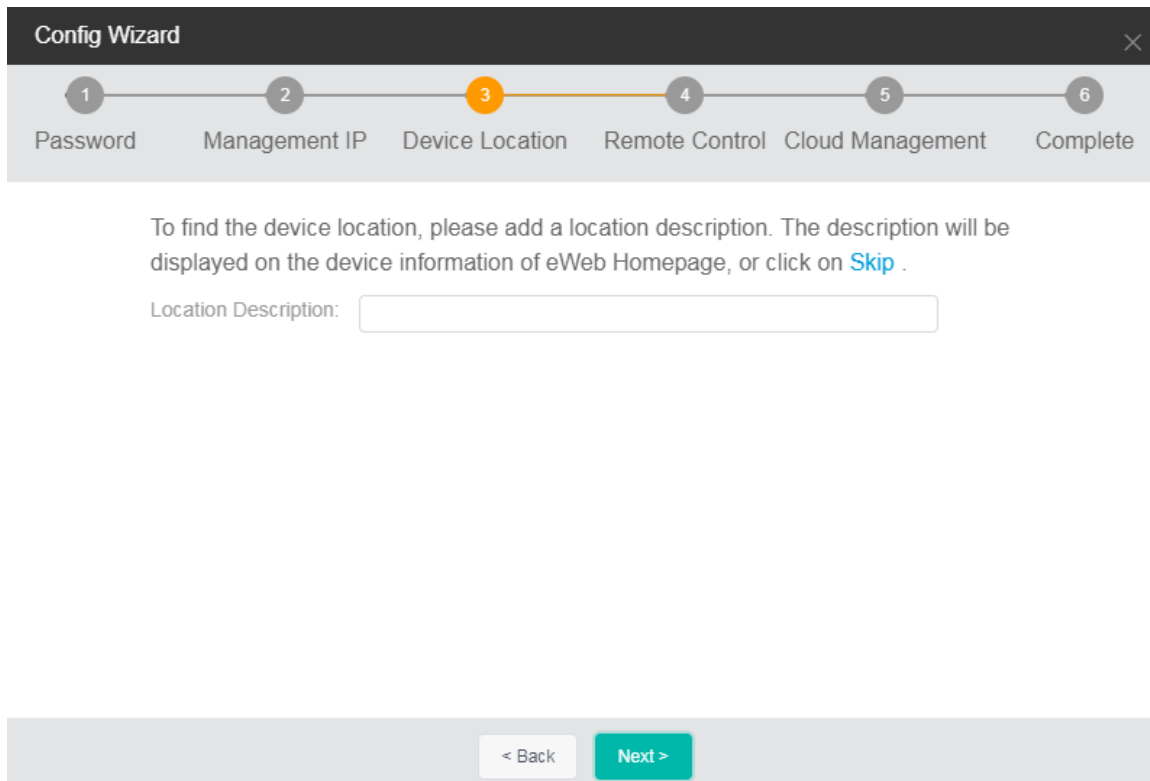 Config Wizard
1 2 3 4 5 6
Password Management IP Device Location Remote Control Cloud Management Complete
To find the device location, please add a location description. The description will be
displayed on the device information of eWeb Homepage, or click on Skip .
Location Description:
< Back Next >